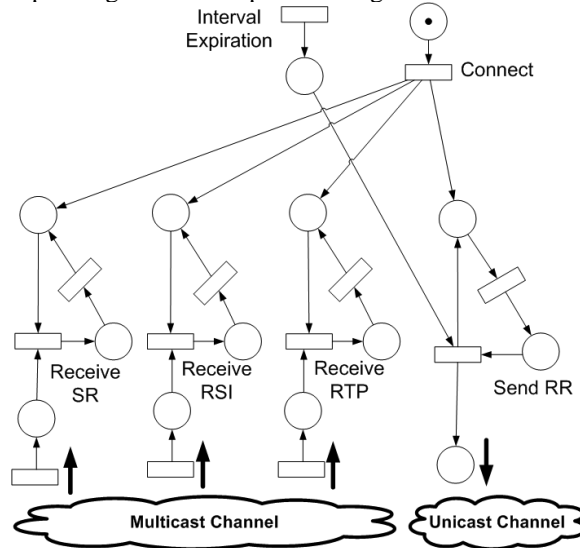 Interval
Expiration
Connect
Receive
SR
Receive
RSI
Receive
RTP
Send RR
Multicast Channel
Unicast Channel